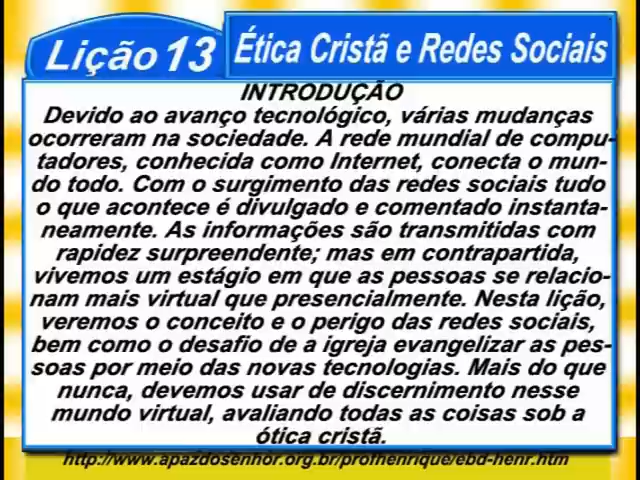 Lição 13
Ética Cristã e Redes Sociais
INTRODUÇÃO
Devido ao avanço tecnológico, várias mudanças
ocorreram na sociedade. A rede mundial de compu-
tadores, conhecida como Internet, conecta o mun-
do todo. Com o surgimento das redes sociais tudo
o que acontece é divulgado e comentado instanta-
neamente. As informações são transmitidas com
rapidez surpreendente; mas em contrapartida,
vivemos um estágio em que as pessoas se relacio-
nam mais virtual que presencialmente. Nesta lição,
veremos o conceito e o perigo das redes sociais,
bem como o desafio de a igreja evangelizar as pes-
soas por meio das novas tecnologias. Mais do que
nunca, devemos usar de discernimento nesse
mundo virtual, avaliando todas as coisas sob a
ótica cristã.
http://www.apazdosenhor.org.br/profhenrique/ebd-henr.htm